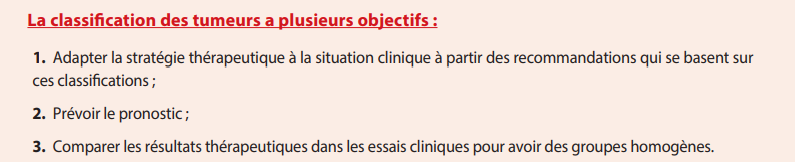 La classification des tumeurs a plusieurs objectifs :
1. Adapter la stratégie thérapeutique à la situation clinique à partir des recommandations qui se basent sur
ces classifications ;
2. Prévoir le pronostic ;
3. Comparer les résultats thérapeutiques dans les essais cliniques pour avoir des groupes homogènes.